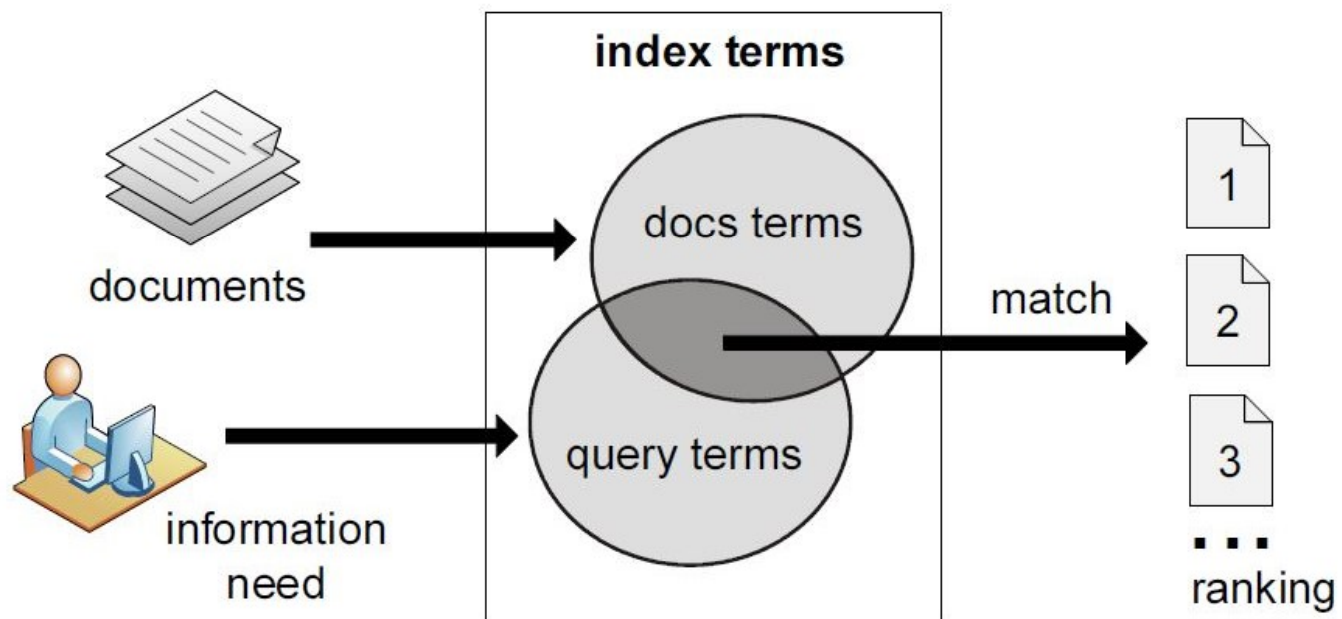 index terms
documents
docs terms
match
query terms
information
need
1
2
3
...
ranking